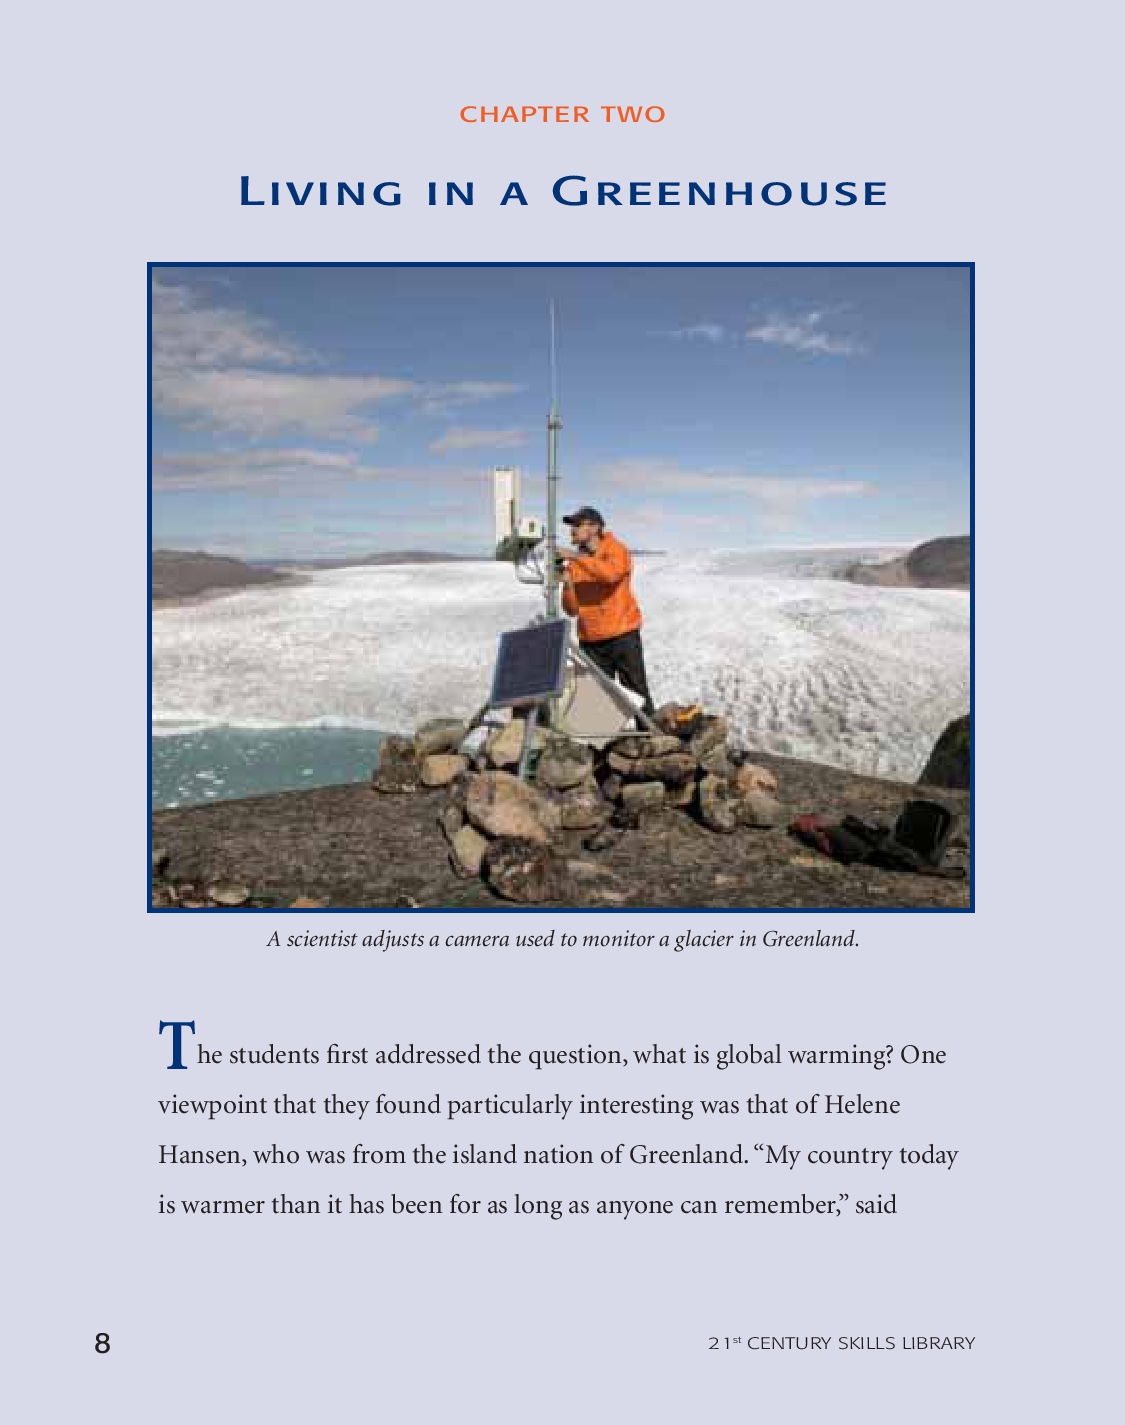 CHAPTER TWO
LIVING IN A GREENHOUSE
A scientist adjusts a camera used to monitor a glacier in Greenland.
The students first addressed the question, what is global warming? One
viewpoint that they found particularly interesting was that of Helene
Hansen, who was from the island nation of Greenland. “My country today
is warmer than it has been for as long as anyone can remember,” said
8
21st CENTURY SKILLS LIBRARY